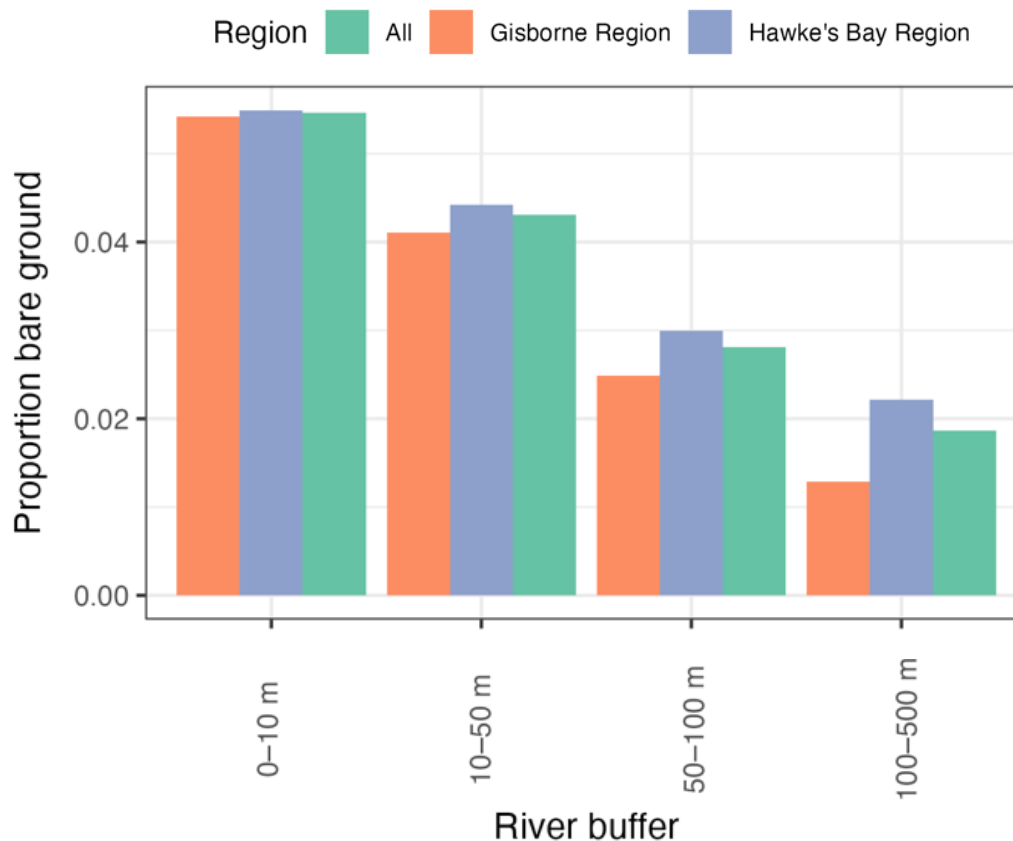 Region All Gisborne Region Hawke's Bay Region
Proportion bare ground
0.04
0.02
0.00
0–10 m
10–50 m
50–100 m
100–500 m
River buffer